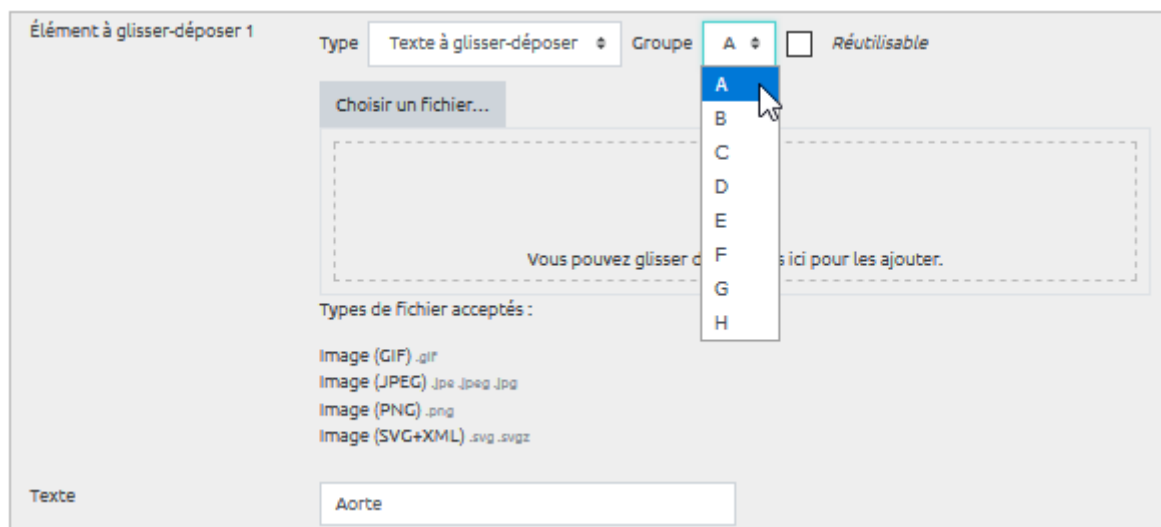 Élément à glisser-déposer 1
Type Texte à glisser-déposer Groupe A Réutilisable
A
Choisir un fichier...
B
C
D
E
Vous pouvez glisser d F s ici pour les ajouter.
G
Types de fichier acceptés :
H
Image (GIF) .gif
Image (JPEG) .jpe .jpeg .jpg
Image (PNG) .png
Image (SVG+XML) .svg .svgz
Texte
Aorte